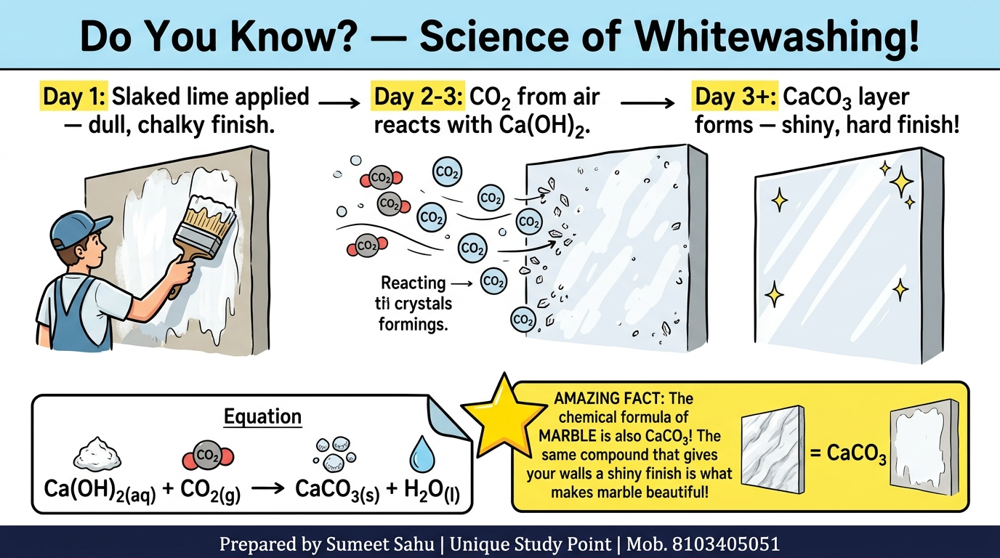 Do You Know? — Science of Whitewashing!
Day 1: Slaked lime applied
— dull, chalky finish.
Day 2-3: CO₂ from air
reacts with Ca(OH)₂.
Day 3+: CaCO₃ layer
forms — shiny, hard finish!
CO₂
CO₂
CO₂
CO₂
CO₂
CO₂
CO₂
CO₂
CO₂
CO₂
Reacting
crystals
formings.
Equation
CO₂
Ca(OH)₂(aq) + CO₂(g) → CaCO₃(s) + H₂O(l)
AMAZING FACT: The
chemical formula of
MARBLE is also CaCO₃! The
same compound that gives
your walls a shiny finish is what
makes marble beautiful!
= CaCO₃
Prepared by Sumeet Sahu | Unique Study Point | Mob. 8103405051